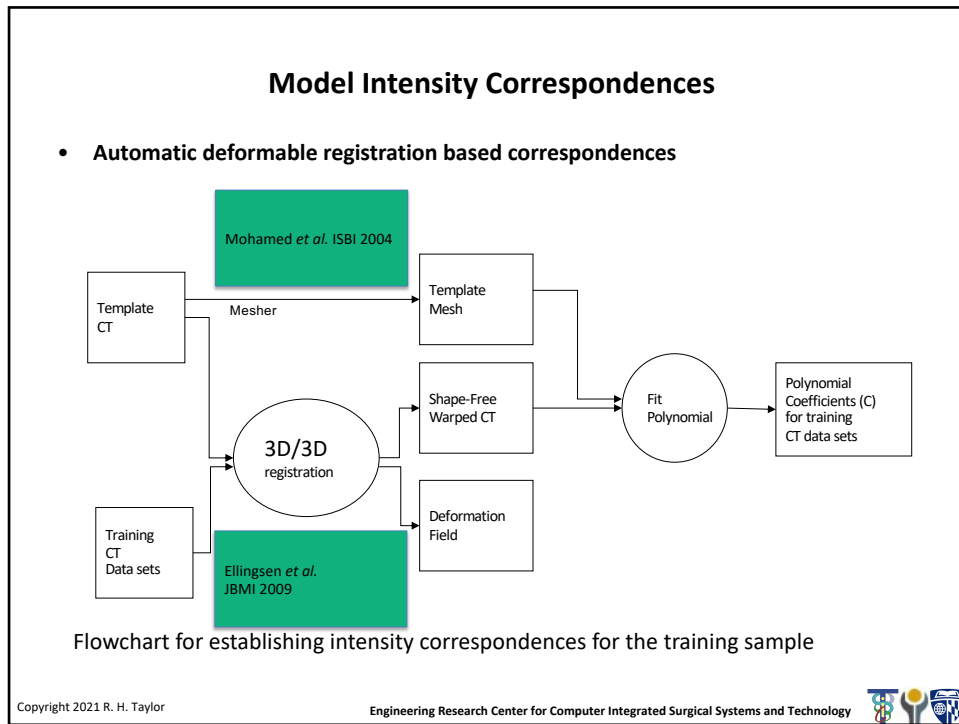 Model Intensity Correspondences
• Automatic deformable registration based correspondences
Mohamed et al. ISBI 2004
Template
CT
Mesher
Template
Mesh
Shape-Free
Warped CT
Fit
Polynomial
Polynomial
Coefficients (C)
for training
CT data sets
3D/3D
registration
Training
CT
Data sets
Deformation
Field
Ellingsen et al.
JBMI 2009
Flowchart for establishing intensity correspondences for the training sample
Copyright 2021 R. H. Taylor
Engineering Research Center for Computer Integrated Surgical Systems and Technology